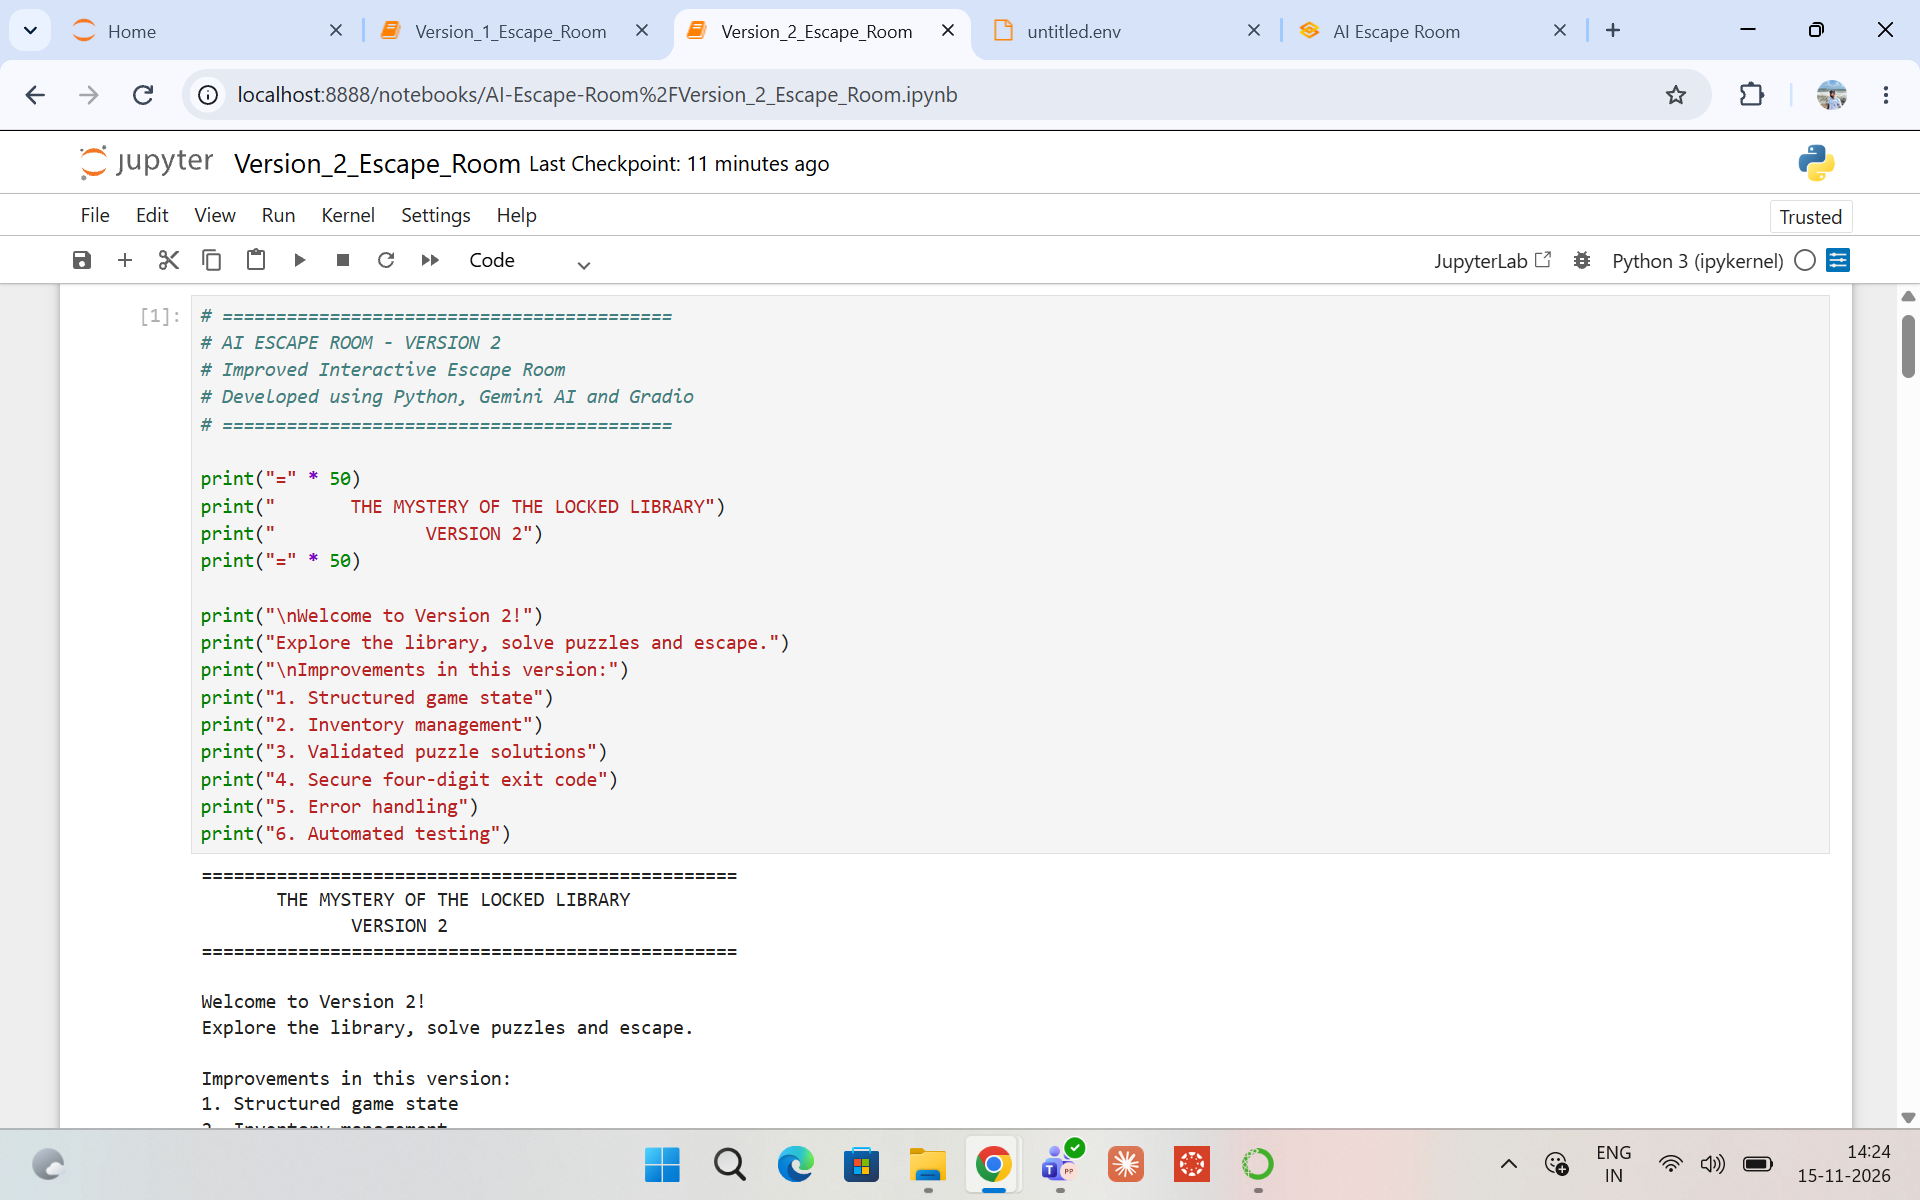 Home
Version_1_Escape_Room
Version_2_Escape_Room
untitled.env
AI Escape Room
localhost:8888/notebooks/AI-Escape-Room%2FVersion_2_Escape_Room.ipynb
jupyter Version_2_Escape_Room Last Checkpoint: 11 minutes ago
File Edit View Run Kernel Settings Help
Trusted
Code
JupyterLab
Python 3 (ipykernel)
[1]:
# ==========================================
# AI ESCAPE ROOM - VERSION 2
# Improved Interactive Escape Room
# Developed using Python, Gemini AI and Gradio
# ==========================================
print("=" * 50)
print("       THE MYSTERY OF THE LOCKED LIBRARY")
print("              VERSION 2")
print("=" * 50)
print("\nWelcome to Version 2!")
print("Explore the library, solve puzzles and escape.")
print("\nImprovements in this version:")
print("1. Structured game state")
print("2. Inventory management")
print("3. Validated puzzle solutions")
print("4. Secure four-digit exit code")
print("5. Error handling")
print("6. Automated testing")
==================================================
       THE MYSTERY OF THE LOCKED LIBRARY
              VERSION 2
==================================================
Welcome to Version 2!
Explore the library, solve puzzles and escape.
Improvements in this version:
1. Structured game state
2. Inventory management
T
PP
ENG
IN
14:24
15-11-2026